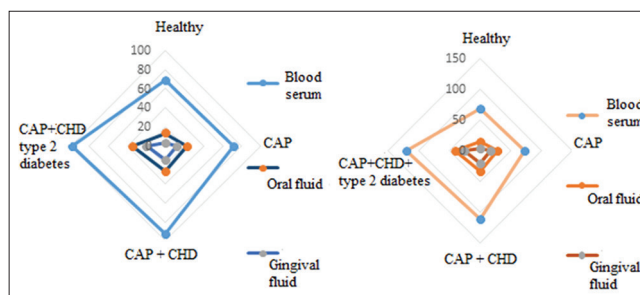 Healthy
100
80
60
40
20
0
Blood
serum
CAP+CHD
type 2
diabetes
CAP
Oral fluid
CAP + CHD
Gingival
fluid
Healthy
150
100
50
0
Blood
serum
CAP
CAP+CHD+
type 2 diabetes
Oral fluid
CAP + CHD
Gingival
fluid